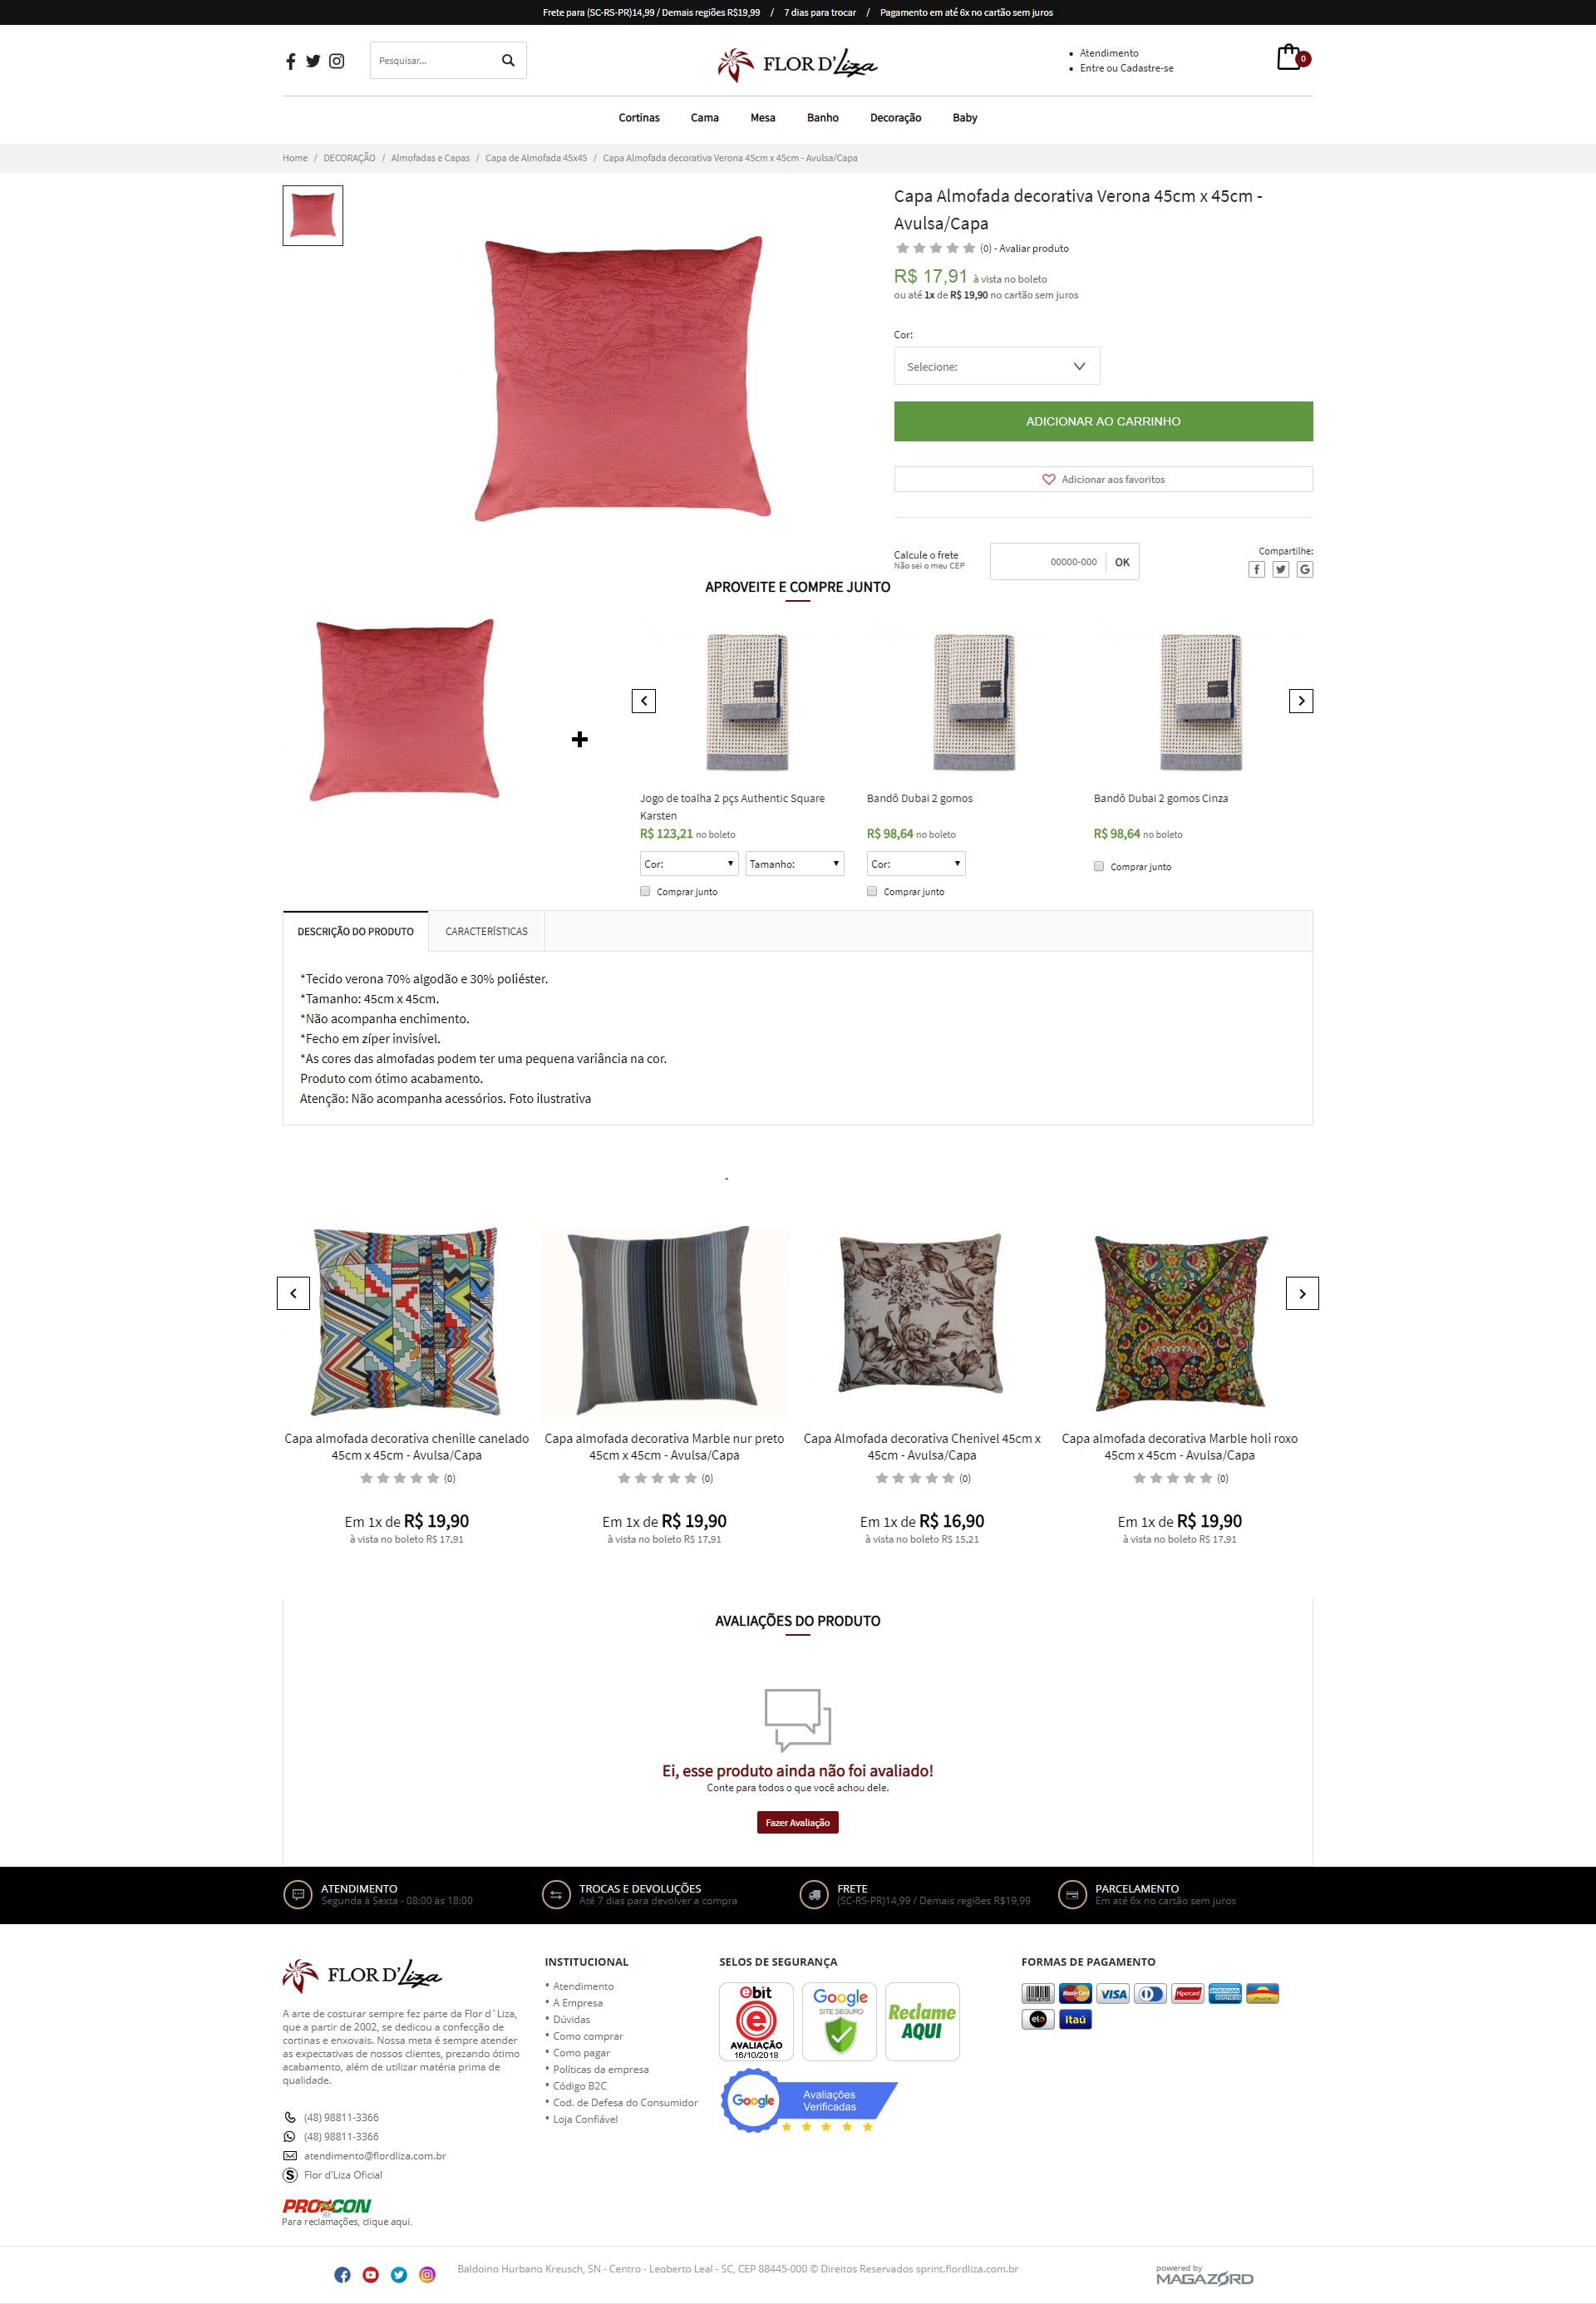 Frete para (SC-RS-PR)14,99 / Demais regiões R$19,99 / 7 dias para trocar / Pagamento em até 6x no cartão sem juros
Pesquisar...
FLOR D'Liza
Atendimento
Entre ou Cadastre-se
0
Cortinas Cama Mesa Banho Decoração Baby
Home / DECORAÇÃO / Almofadas e Capas / Capa de Almofada 45x45 / Capa Almofada decorativa Verona 45cm x 45cm - Avulsa/Capa
Capa Almofada decorativa Verona 45cm x 45cm -
Avulsa/Capa
(0) - Avaliar produto
R$ 17,91 à vista no boleto
ou até 1x de R$ 19,90 no cartão sem juros
Cor:
Selecione:
ADICIONAR AO CARRINHO
Adicionar aos favoritos
Calcule o frete
Não sei o meu CEP
00000-000 OK
Compartilhe:
APROVEITE E COMPRE JUNTO
Jogo de toalha 2 pçs Authentic Square
Karsten
R$ 123,21 no boleto
Cor: Tamanho:
Comprar junto
Bandô Dubai 2 gomos
R$ 98,64 no boleto
Cor:
Comprar junto
Bandô Dubai 2 gomos Cinza
R$ 98,64 no boleto
Comprar junto
DESCRIÇÃO DO PRODUTO CARACTERÍSTICAS
*Tecido verona 70% algodão e 30% poliéster.
*Tamanho: 45cm x 45cm.
*Não acompanha enchimento.
*Fecho em zíper invisível.
*As cores das almofadas podem ter uma pequena variância na cor.
Produto com ótimo acabamento.
Atenção: Não acompanha acessórios. Foto ilustrativa
Capa almofada decorativa chenille canelado
45cm x 45cm - Avulsa/Capa
(0)
Em 1x de R$ 19,90
à vista no boleto R$ 17,91
Capa almofada decorativa Marble nur preto
45cm x 45cm - Avulsa/Capa
(0)
Em 1x de R$ 19,90
à vista no boleto R$ 17,91
Capa Almofada decorativa Chenivel 45cm x
45cm - Avulsa/Capa
(0)
Em 1x de R$ 16,90
à vista no boleto R$ 15,21
Capa almofada decorativa Marble holi roxo
45cm x 45cm - Avulsa/Capa
(0)
Em 1x de R$ 19,90
à vista no boleto R$ 17,91
AVALIAÇÕES DO PRODUTO
Ei, esse produto ainda não foi avaliado!
Conte para todos o que você achou dele.
Fazer Avaliação
ATENDIMENTO
Segunda à Sexta - 08:00 às 18:00
TROCAS E DEVOLUÇÕES
Até 7 dias para devolver a compra
FRETE
(SC-RS-PR)14,99 / Demais regiões R$19,99
PARCELAMENTO
Em até 6x no cartão sem juros
FLOR D'Liza
A arte de costurar sempre fez parte da Flor d´Liza,
que a partir de 2002, se dedicou a confecção de
cortinas e enxovais. Nossa meta é sempre atender
as expectativas de nossos clientes, prezando ótimo
acabamento, além de utilizar matéria prima de
qualidade.
(48) 98811-3366
(48) 98811-3366
atendimento@flordliza.com.br
Flor d'Liza Oficial
PROCON
Para reclamações, clique aqui.
INSTITUCIONAL
Atendimento
A Empresa
Dúvidas
Como comprar
Como pagar
Políticas da empresa
Código B2C
Cod. de Defesa do Consumidor
Loja Confiável
SELOS DE SEGURANÇA
ebit
AVALIAÇÃO
16/10/2018
Google
SITE SEGURO
Reclame
AQUI
Google
Avaliações
Verificadas
FORMAS DE PAGAMENTO
MasterCard
VISA
Hipercard
AMERICAN EXPRESS
Aura
elo
Itaú
Baldoino Hurbano Kreusch, SN - Centro - Leoberto Leal - SC, CEP 88445-000 © Direitos Reservados sprint.flordliza.com.br
powered by
MAGAZORD